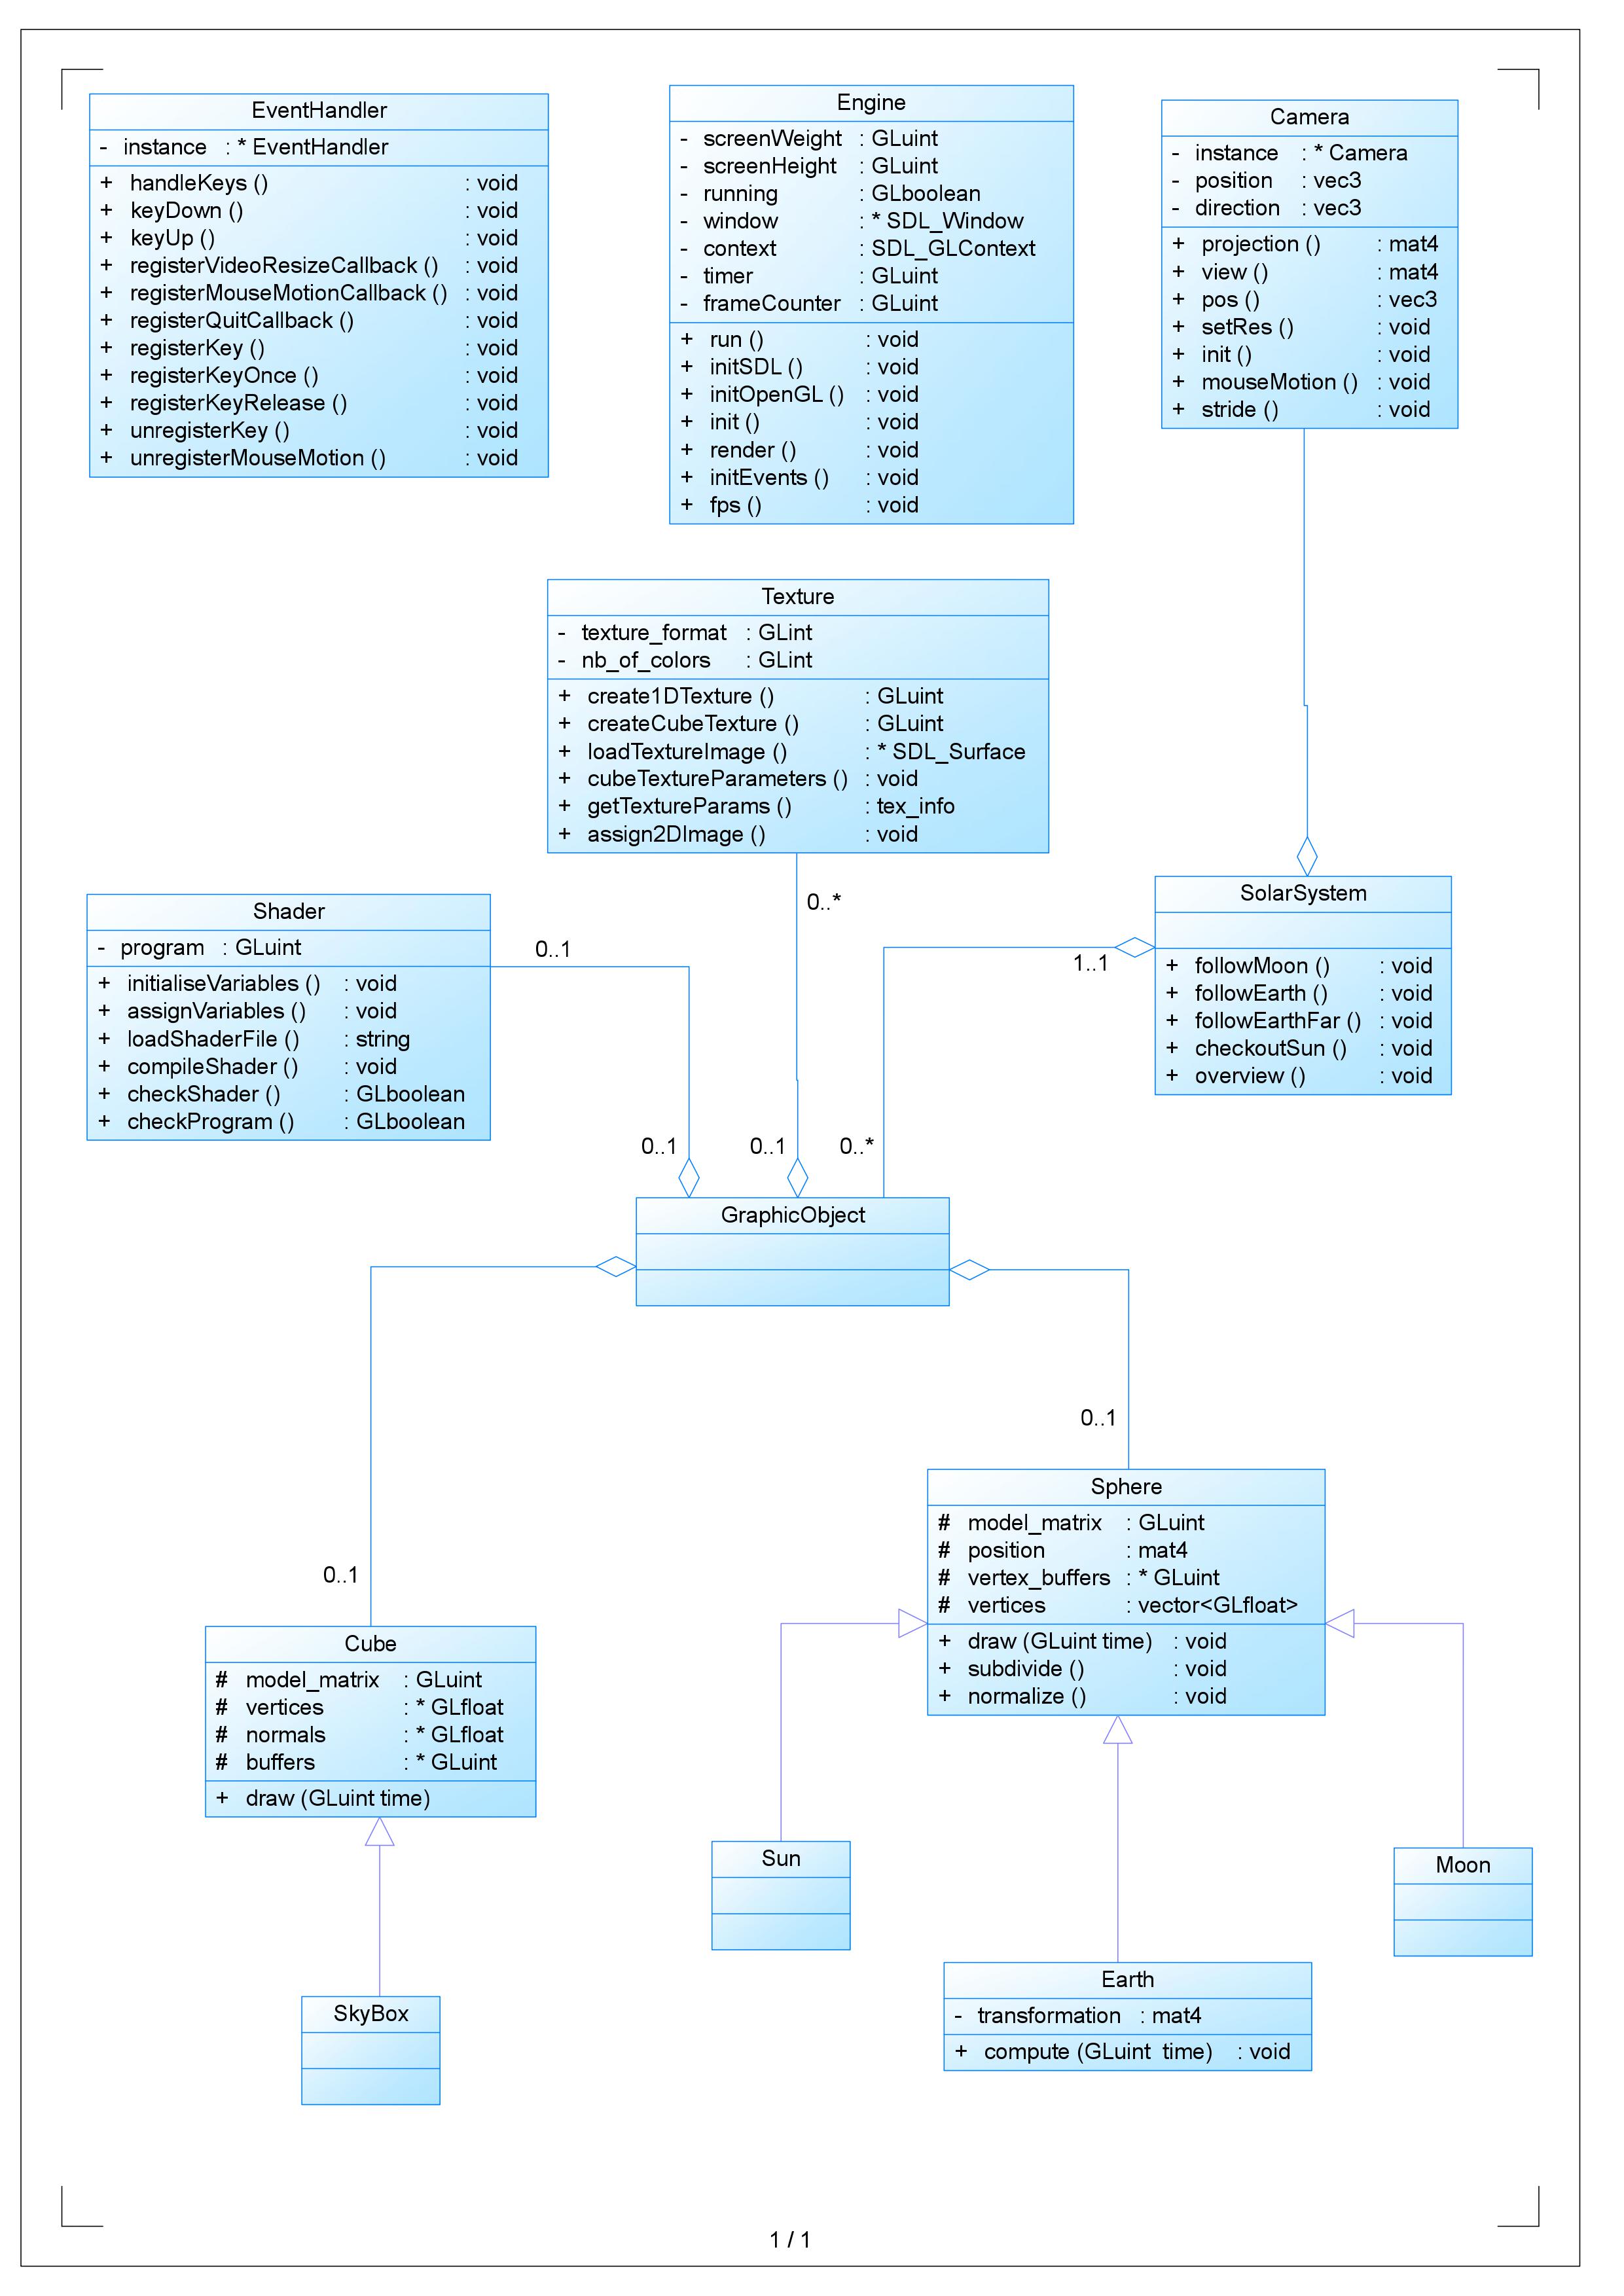 EventHandler
- instance : * EventHandler
+ handleKeys () : void
+ keyDown () : void
+ keyUp () : void
+ registerVideoResizeCallback () : void
+ registerMouseMotionCallback () : void
+ registerQuitCallback () : void
+ registerKey () : void
+ registerKeyOnce () : void
+ registerKeyRelease () : void
+ unregisterKey () : void
+ unregisterMouseMotion () : void
Engine
- screenWeight : GLuint
- screenHeight : GLuint
- running : GLboolean
- window : * SDL_Window
- context : SDL_GLContext
- timer : GLuint
- frameCounter : GLuint
+ run () : void
+ initSDL () : void
+ initOpenGL () : void
+ init () : void
+ render () : void
+ initEvents () : void
+ fps () : void
Camera
- instance : * Camera
- position : vec3
- direction : vec3
+ projection () : mat4
+ view () : mat4
+ pos () : vec3
+ setRes () : void
+ init () : void
+ mouseMotion () : void
+ stride () : void
Texture
- texture_format : GLint
- nb_of_colors : GLint
+ create1DTexture () : GLuint
+ createCubeTexture () : GLuint
+ loadTextureImage () : * SDL_Surface
+ cubeTextureParameters () : void
+ getTextureParams () : tex_info
+ assign2DImage () : void
0..*
Shader
- program : GLuint
+ initialiseVariables () : void
+ assignVariables () : void
+ loadShaderFile () : string
+ compileShader () : void
+ checkShader () : GLboolean
+ checkProgram () : GLboolean
0..1
SolarSystem
+ followMoon () : void
+ followEarth () : void
+ followEarthFar () : void
+ checkoutSun () : void
+ overview () : void
1..1
0..1
0..1
0..*
GraphicObject
0..1
0..1
Sphere
# model_matrix : GLuint
# position : mat4
# vertex_buffers : * GLuint
# vertices : vector<GLfloat>
+ draw (GLuint time) : void
+ subdivide () : void
+ normalize () : void
Cube
# model_matrix : GLuint
# vertices : * GLfloat
# normals : * GLfloat
# buffers : * GLuint
+ draw (GLuint time)
Sun
Moon
Earth
- transformation : mat4
+ compute (GLuint time) : void
SkyBox
1 / 1